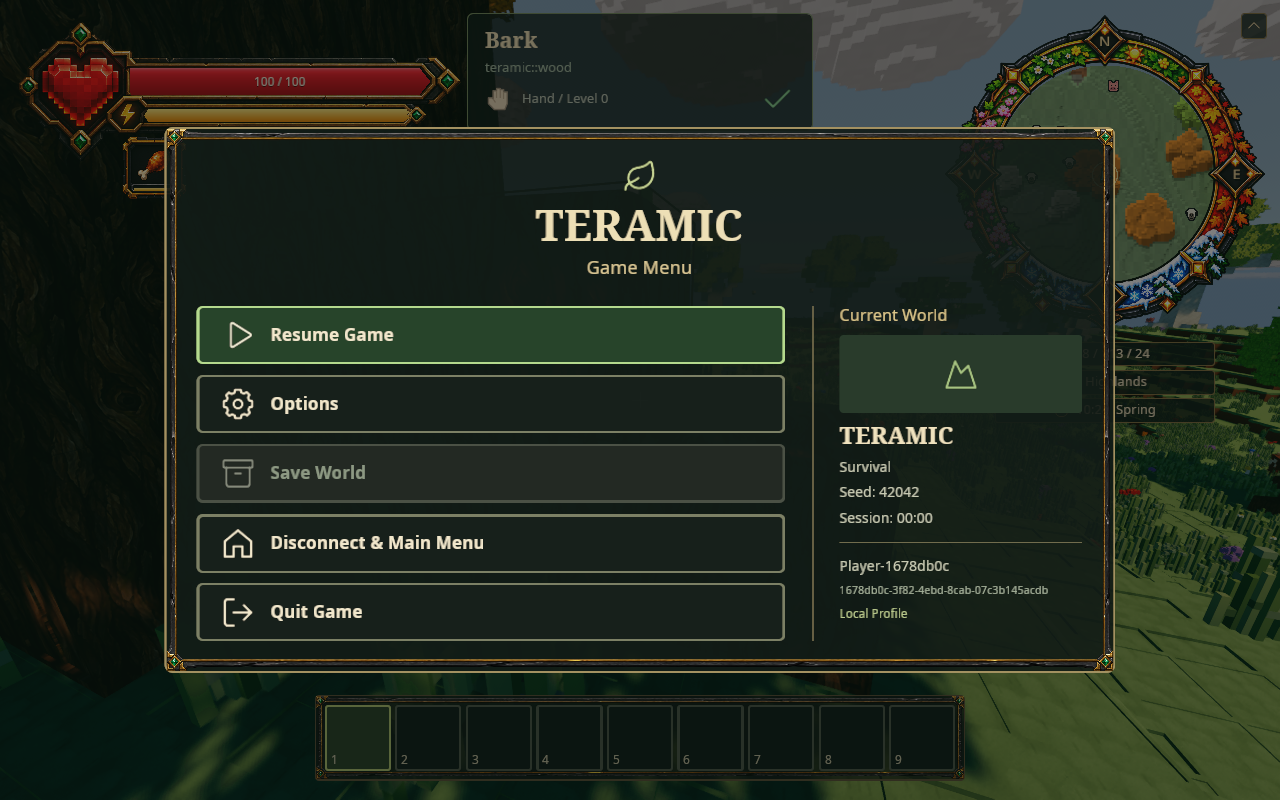 Bark
teramic::wood
Hand / Level 0
100 / 100
N
E
W
TERAMIC
Game Menu
Resume Game
Options
Save World
Disconnect & Main Menu
Quit Game
Current World
TERAMIC
Survival
Seed: 42042
Session: 00:00
Player-1678db0c
1678db0c-3f82-4ebd-8cab-07c3b145acdb
Local Profile
3 / 24
lands
Spring
1
2
3
4
5
6
7
8
9